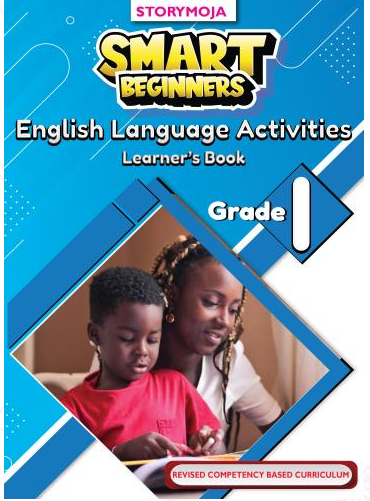 STORYMOJA
SMART
BEGINNERS
English Language Activities
Learner's Book
Grade 1
REVISED COMPETENCY BASED CURRICULUM